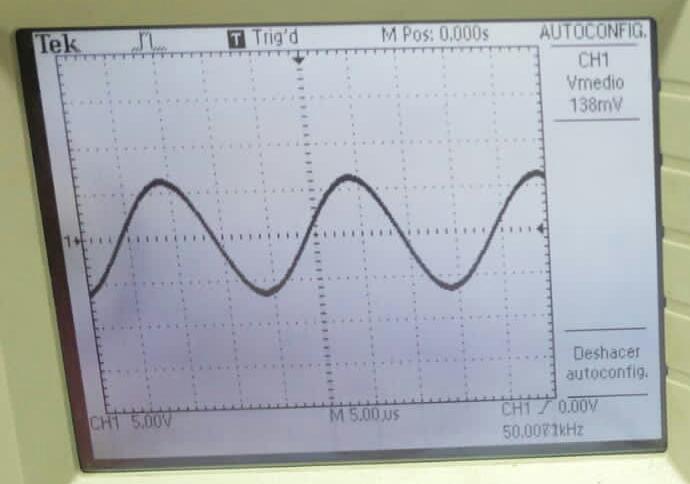 Tek T Trig'd M Pos: 0,000s AUTOCONFIG.
CH1
Vmedio
138mV
1
Deshacer
autoconfig.
CH1 5,00V M 5,00us CH1 0,00V